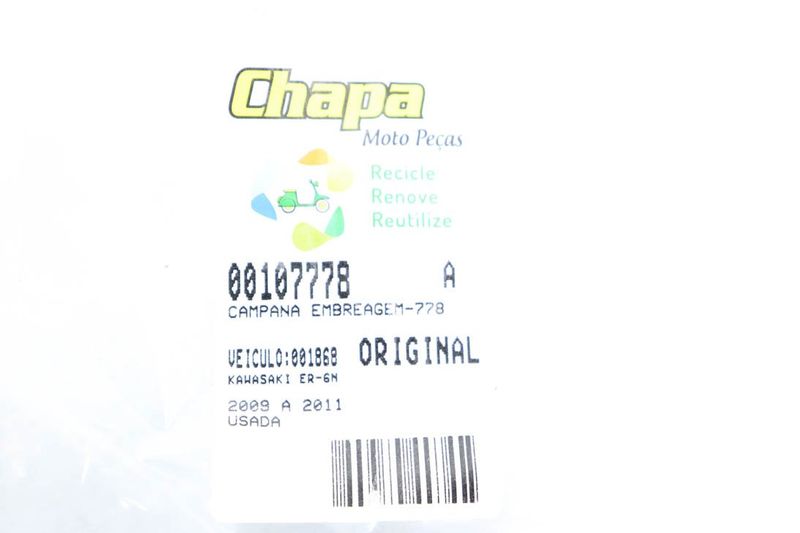 Chapa
Moto Peças
Recicle
Renove
Reutilize
00107778 A
CAMPANA EMBREAGEM-778
VEICULO:001868 ORIGINAL
KAWASAKI ER-6N
2009 A 2011
USADA